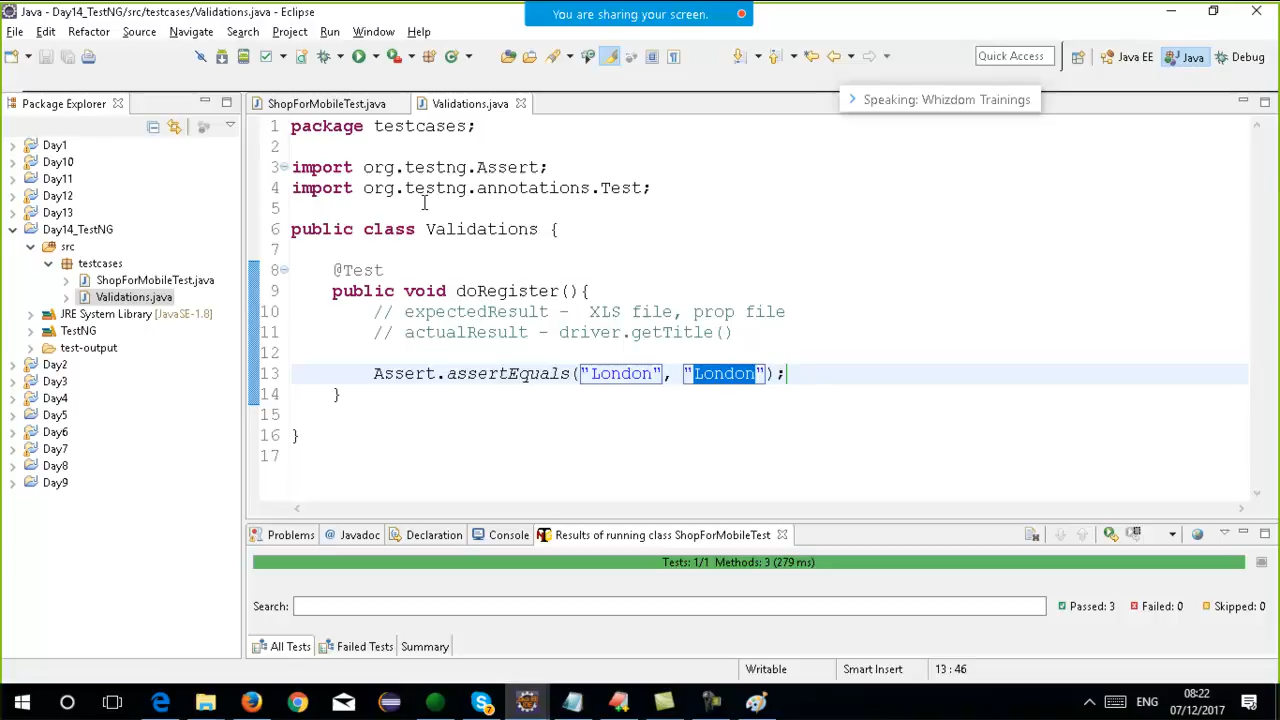 Java - Day14_TestNG/src/testcases/Validations.java - Eclipse
You are sharing your screen.
File Edit Refactor Source Navigate Search Project Run Window Help
Quick Access
Java EE
Java
Debug
Package Explorer
ShopForMobileTest.java
Validations.java
Speaking: Whizdom Trainings
Day1
Day10
Day11
Day12
Day13
Day14_TestNG
src
testcases
ShopForMobileTest.java
Validations.java
JRE System Library [JavaSE-1.8]
TestNG
test-output
Day2
Day3
Day4
Day5
Day6
Day7
Day8
Day9
1 package testcases;
2
3 import org.testng.Assert;
4 import org.testng.annotations.Test;
5
6 public class Validations {
7
8 @Test
9 public void doRegister(){
10 // expectedResult - XLS file, prop file
11 // actualResult - driver.getTitle()
12
13 Assert.assertEquals("London", "London");
14 }
15
16 }
17
Problems @ Javadoc Declaration Console Results of running class ShopForMobileTest
Tests: 1/1 Methods: 3 (279 ms)
Search:
Passed: 3
Failed: 0
Skipped: 0
All Tests Failed Tests Summary
Writable
Smart Insert
13 : 46
ENG
08:22
07/12/2017